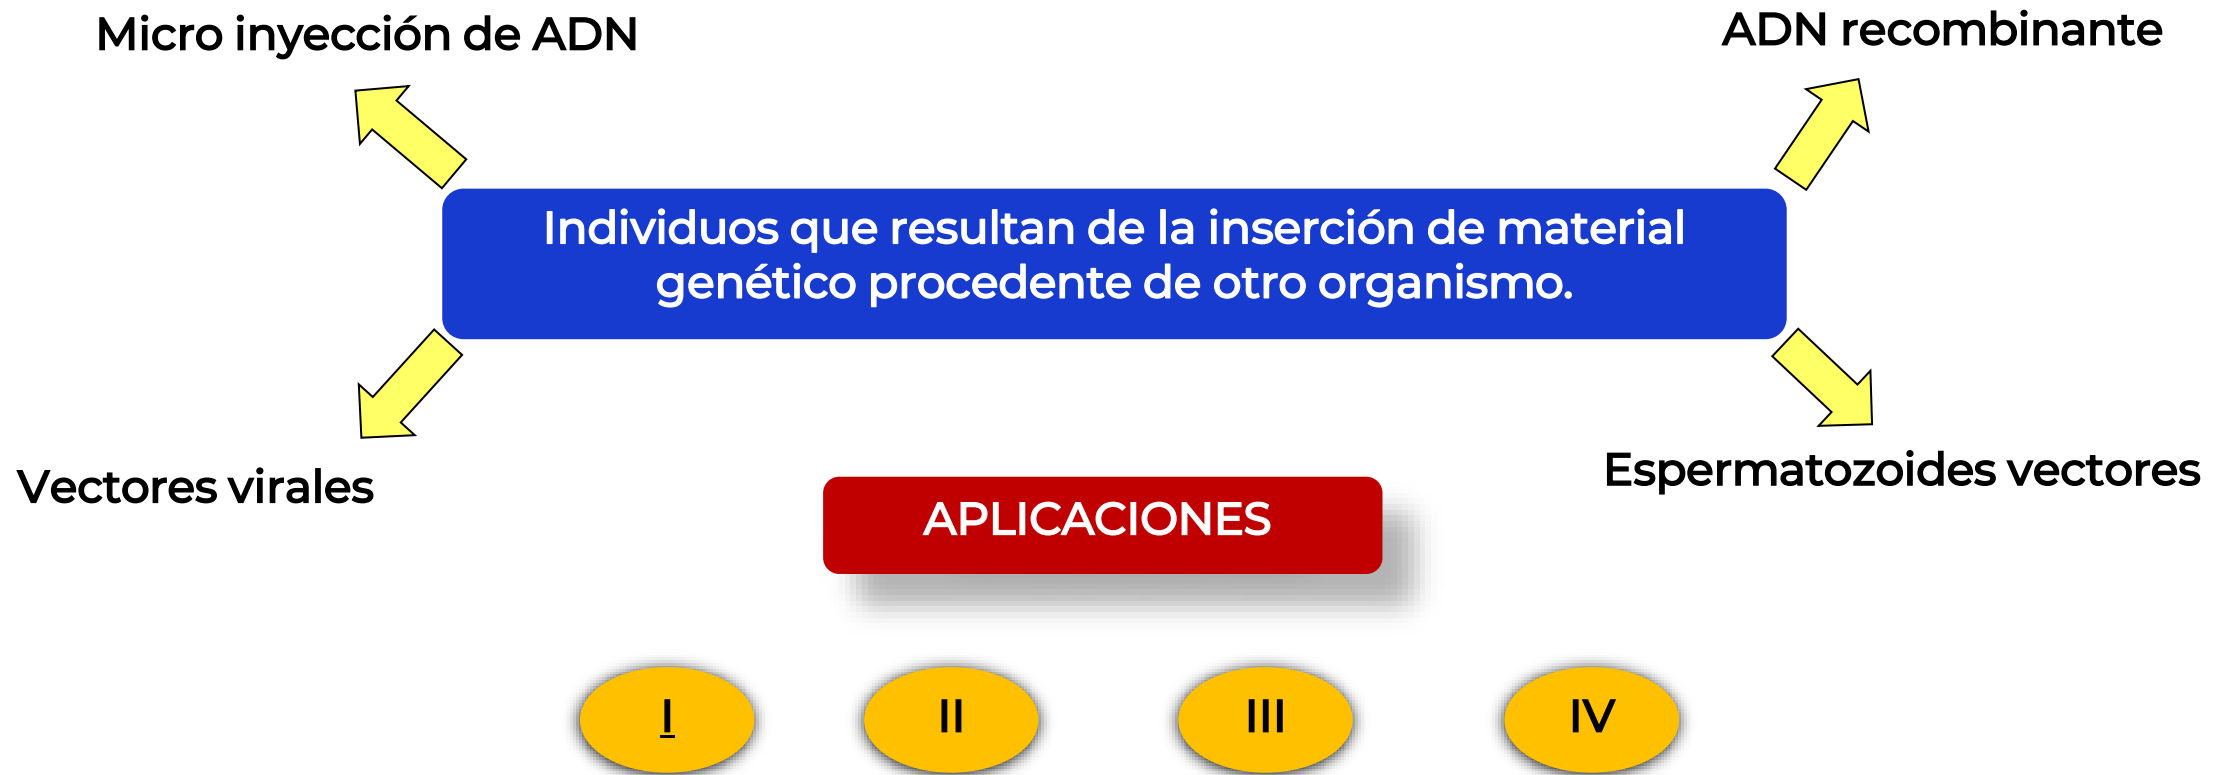 Micro inyección de ADN
ADN recombinante
Individuos que resultan de la inserción de material
genético procedente de otro organismo.
Vectores virales
Espermatozoides vectores
APLICACIONES
I
II
III
IV